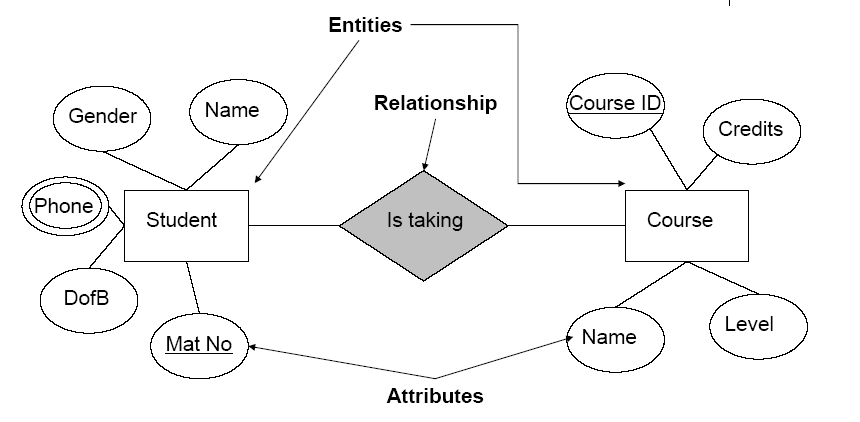 Entities
Relationship
Gender
Name
Course ID
Credits
Phone
Student
Is taking
Course
DofB
Mat No
Name
Level
Attributes